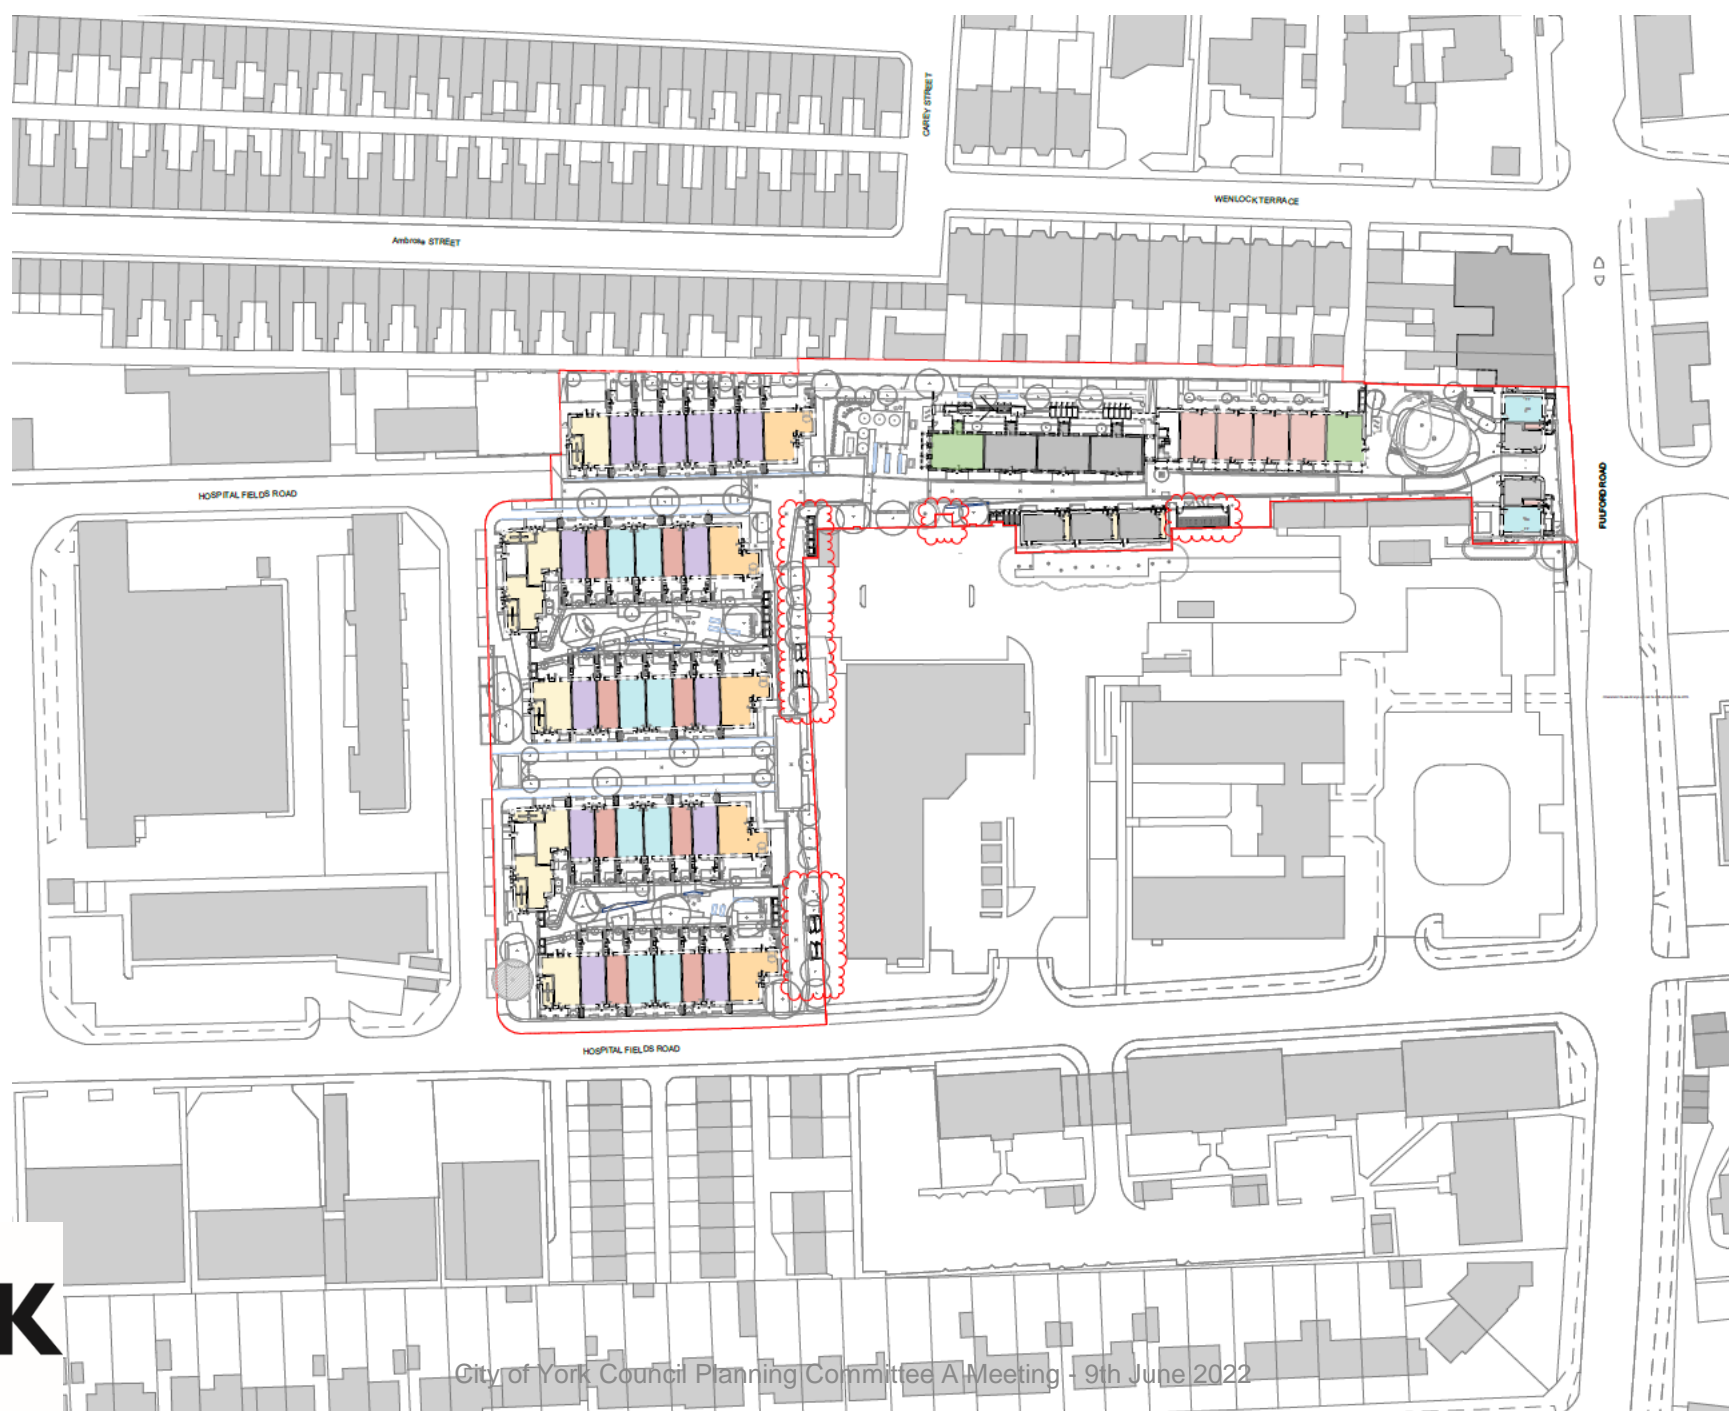 CAREY STREET
WENLOCK TERRACE
Ambrose STREET
HOSPITAL FIELDS ROAD
FULFORD ROAD
HOSPITAL FIELDS ROAD
K
City of York Council Planning Committee A Meeting - 9th June 2022